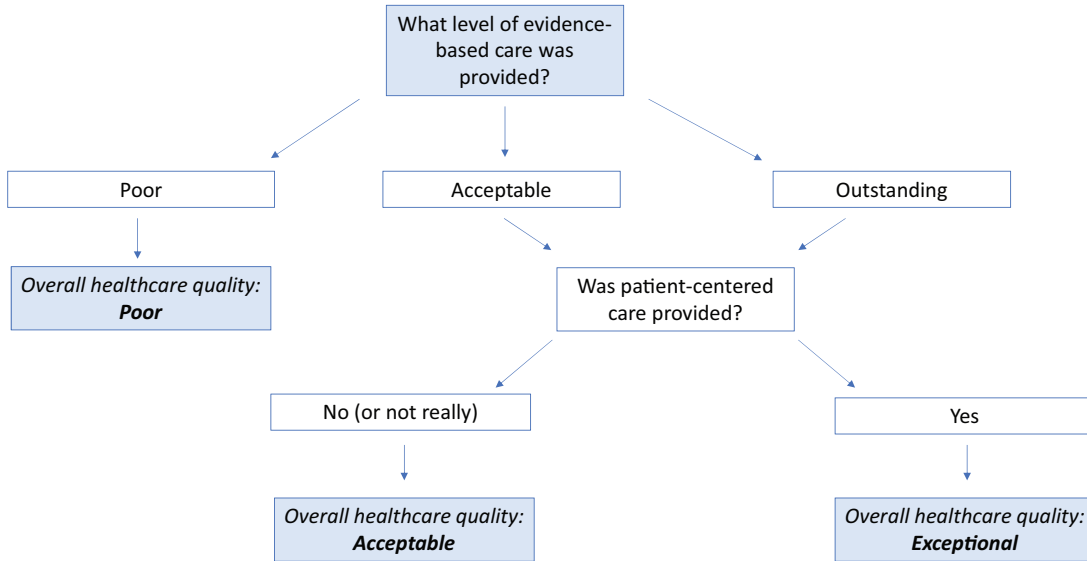 What level of evidence-
based care was
provided?
Poor
Acceptable
Outstanding
Overall healthcare quality:
Poor
Was patient-centered
care provided?
No (or not really)
Yes
Overall healthcare quality:
Acceptable
Overall healthcare quality:
Exceptional